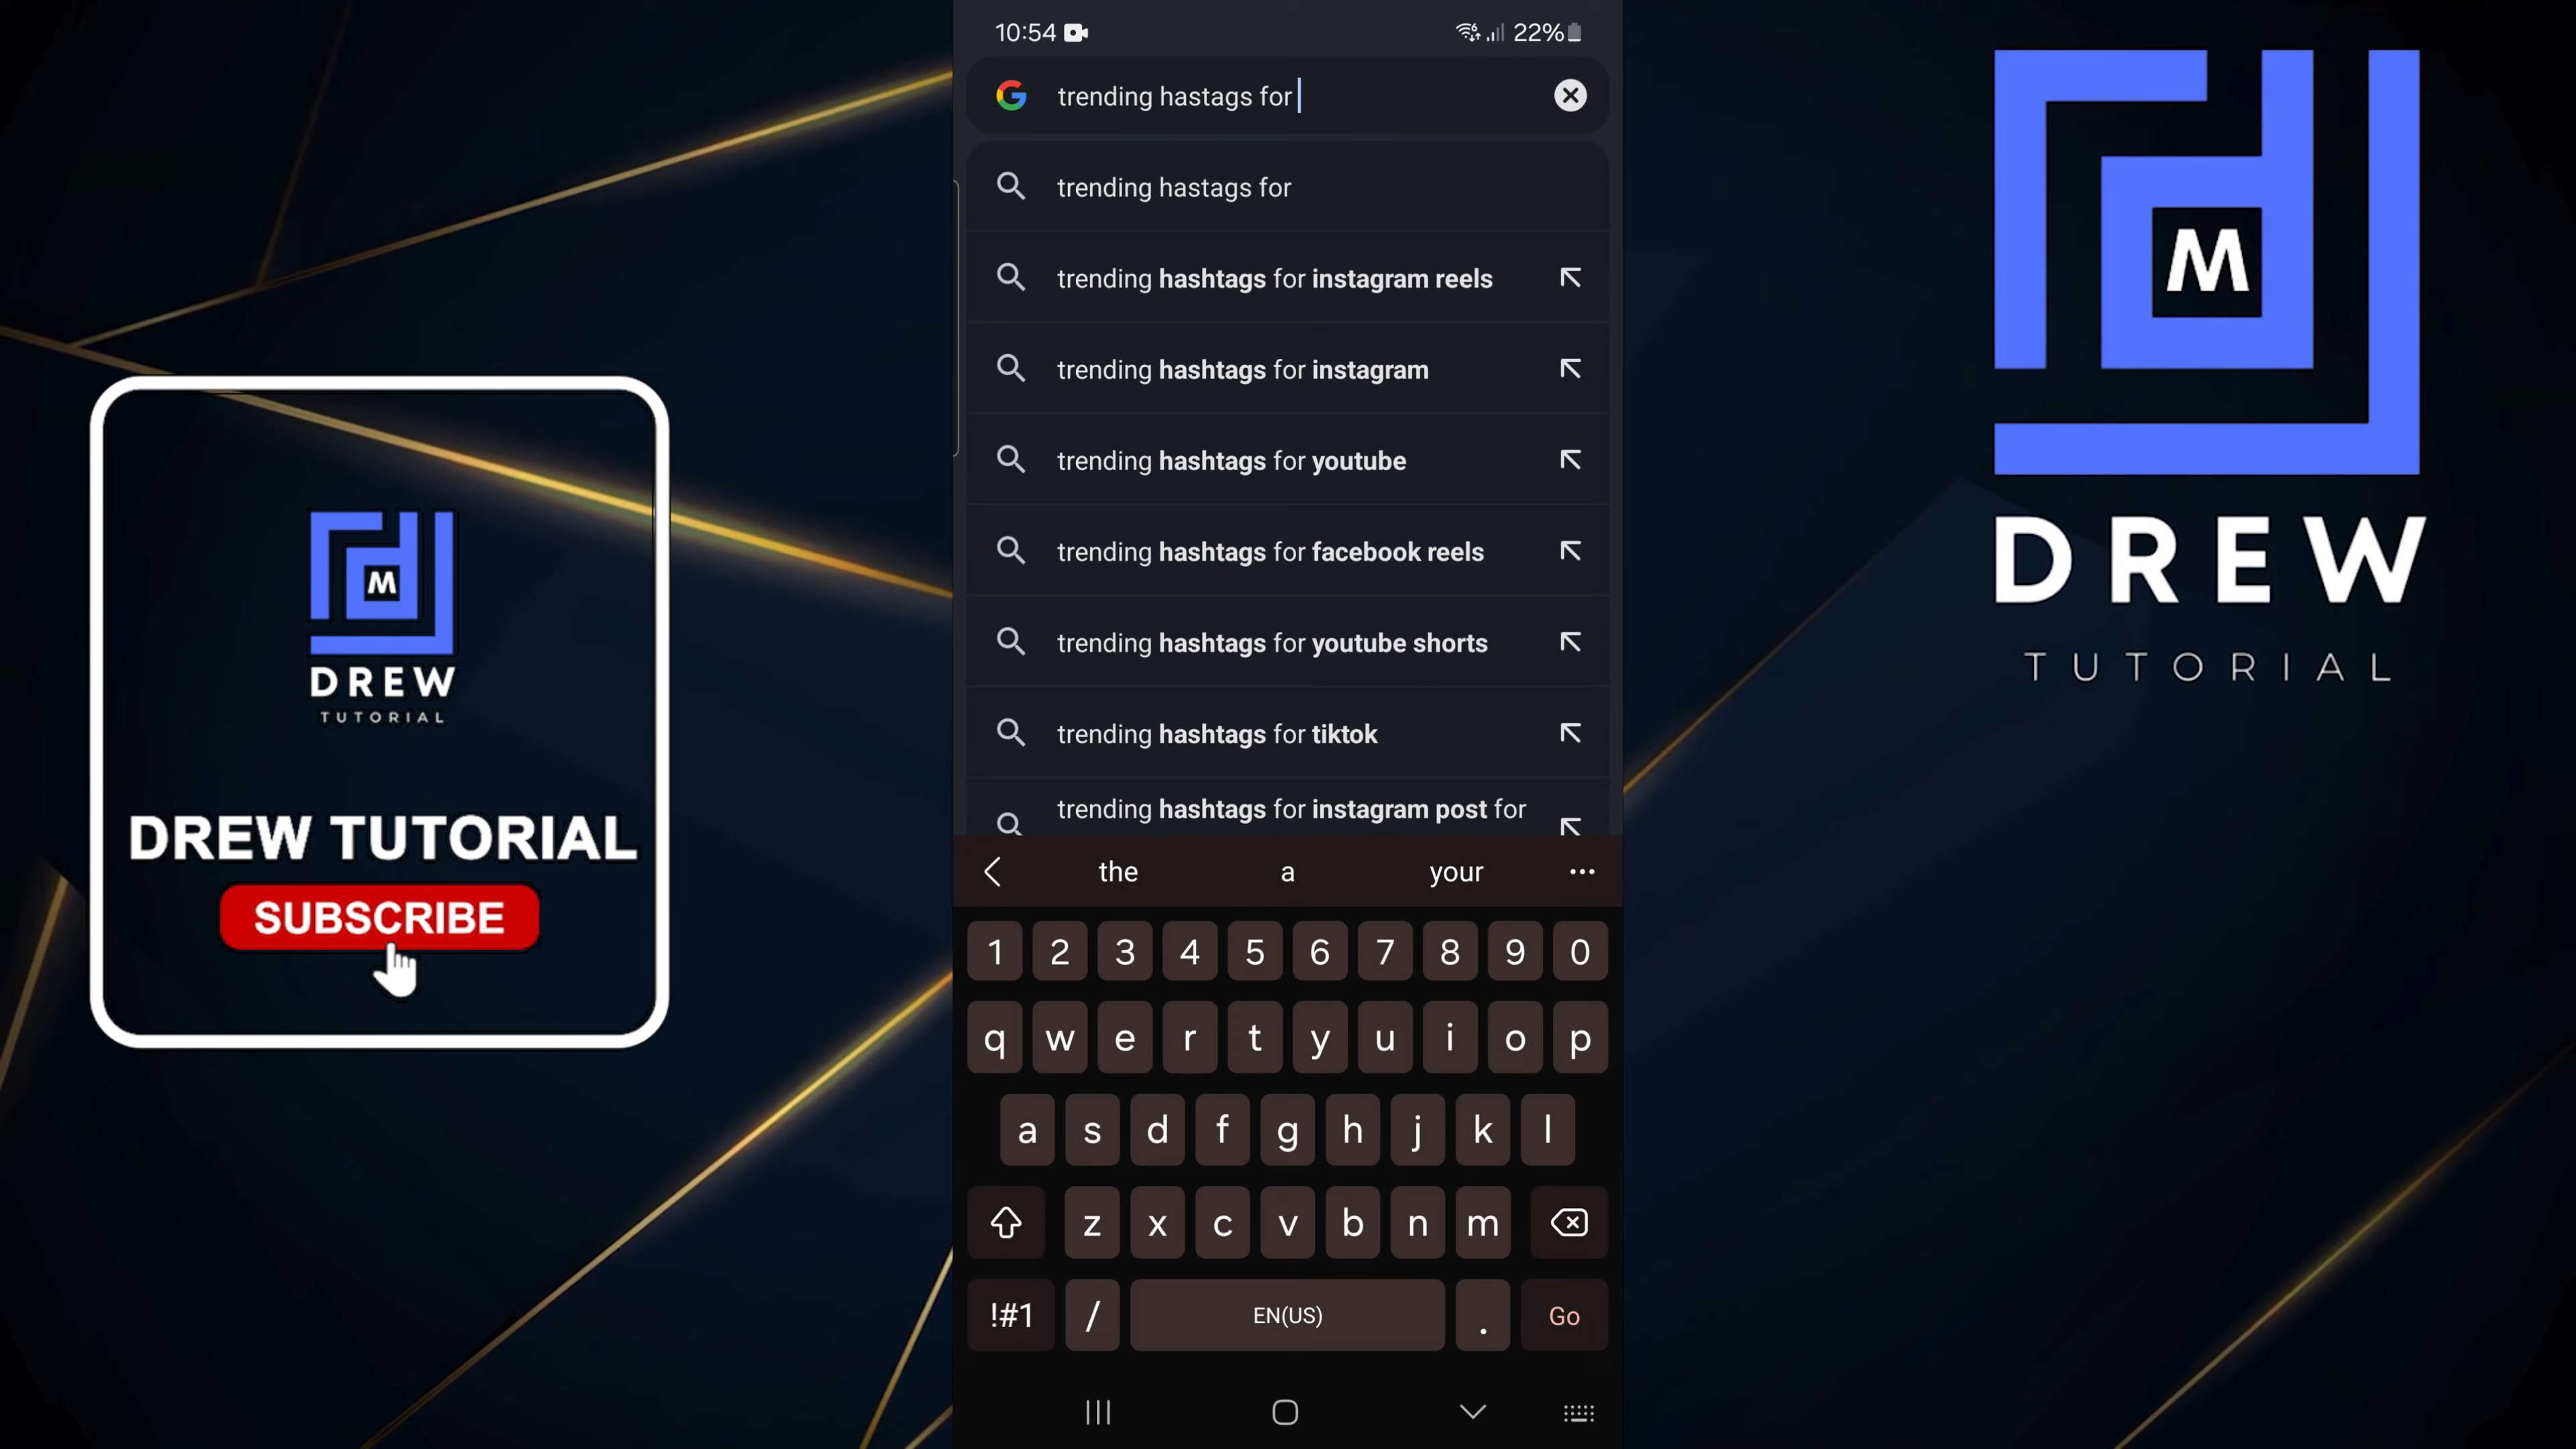 10:54
22%
trending hastags for
trending hastags for
trending hashtags for instagram reels
trending hashtags for instagram
trending hashtags for youtube
trending hashtags for facebook reels
trending hashtags for youtube shorts
trending hashtags for tiktok
trending hashtags for instagram post for
the a your
1 2 3 4 5 6 7 8 9 0
q w e r t y u i o p
a s d f g h j k l
z x c v b n m
!#1 / EN(US) . Go
M
DREW
TUTORIAL
DREW TUTORIAL
SUBSCRIBE
M
DREW
TUTORIAL